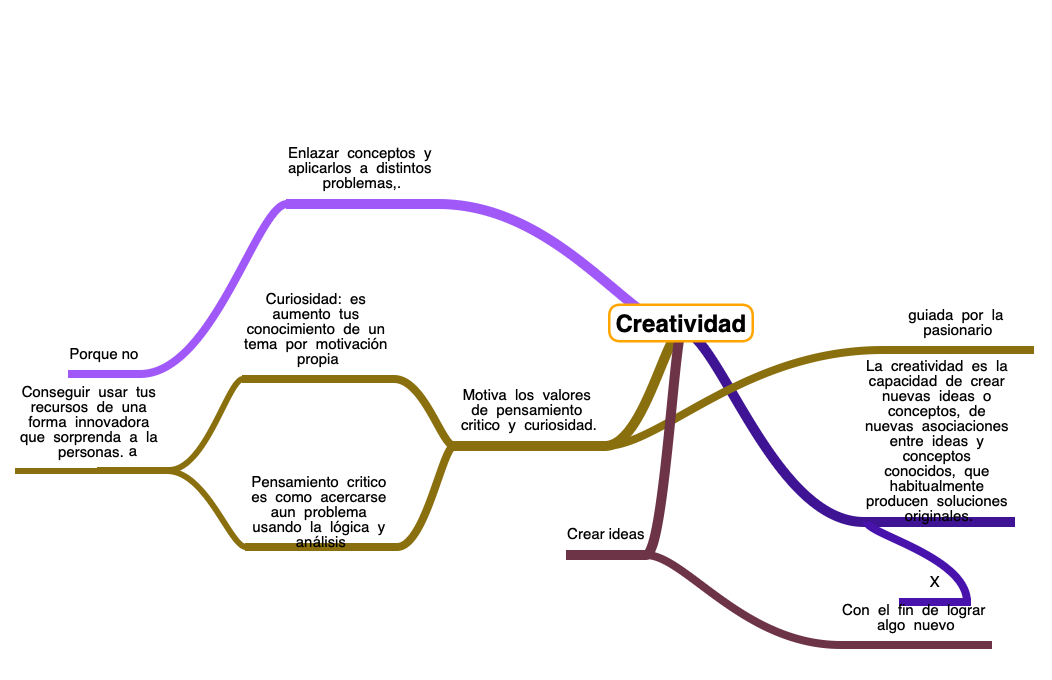 Enlazar conceptos y
aplicarlos a distintos
problemas,.
Curiosidad: es
aumento tus
conocimiento de un
tema por motivación
propia
Creatividad
guiada por la
pasionario
Porque no
La creatividad es la
capacidad de crear
nuevas ideas o
conceptos, de
nuevas asociaciones
entre ideas y
conceptos
conocidos, que
habitualmente
producen soluciones
originales.
Conseguir usar tus
recursos de una
forma innovadora
que sorprenda a la
personas. a
Motiva los valores
de pensamiento
critico y curiosidad.
Pensamiento critico
es como acercarse
aun problema
usando la lógica y
análisis
Crear ideas
X
Con el fin de lograr
algo nuevo